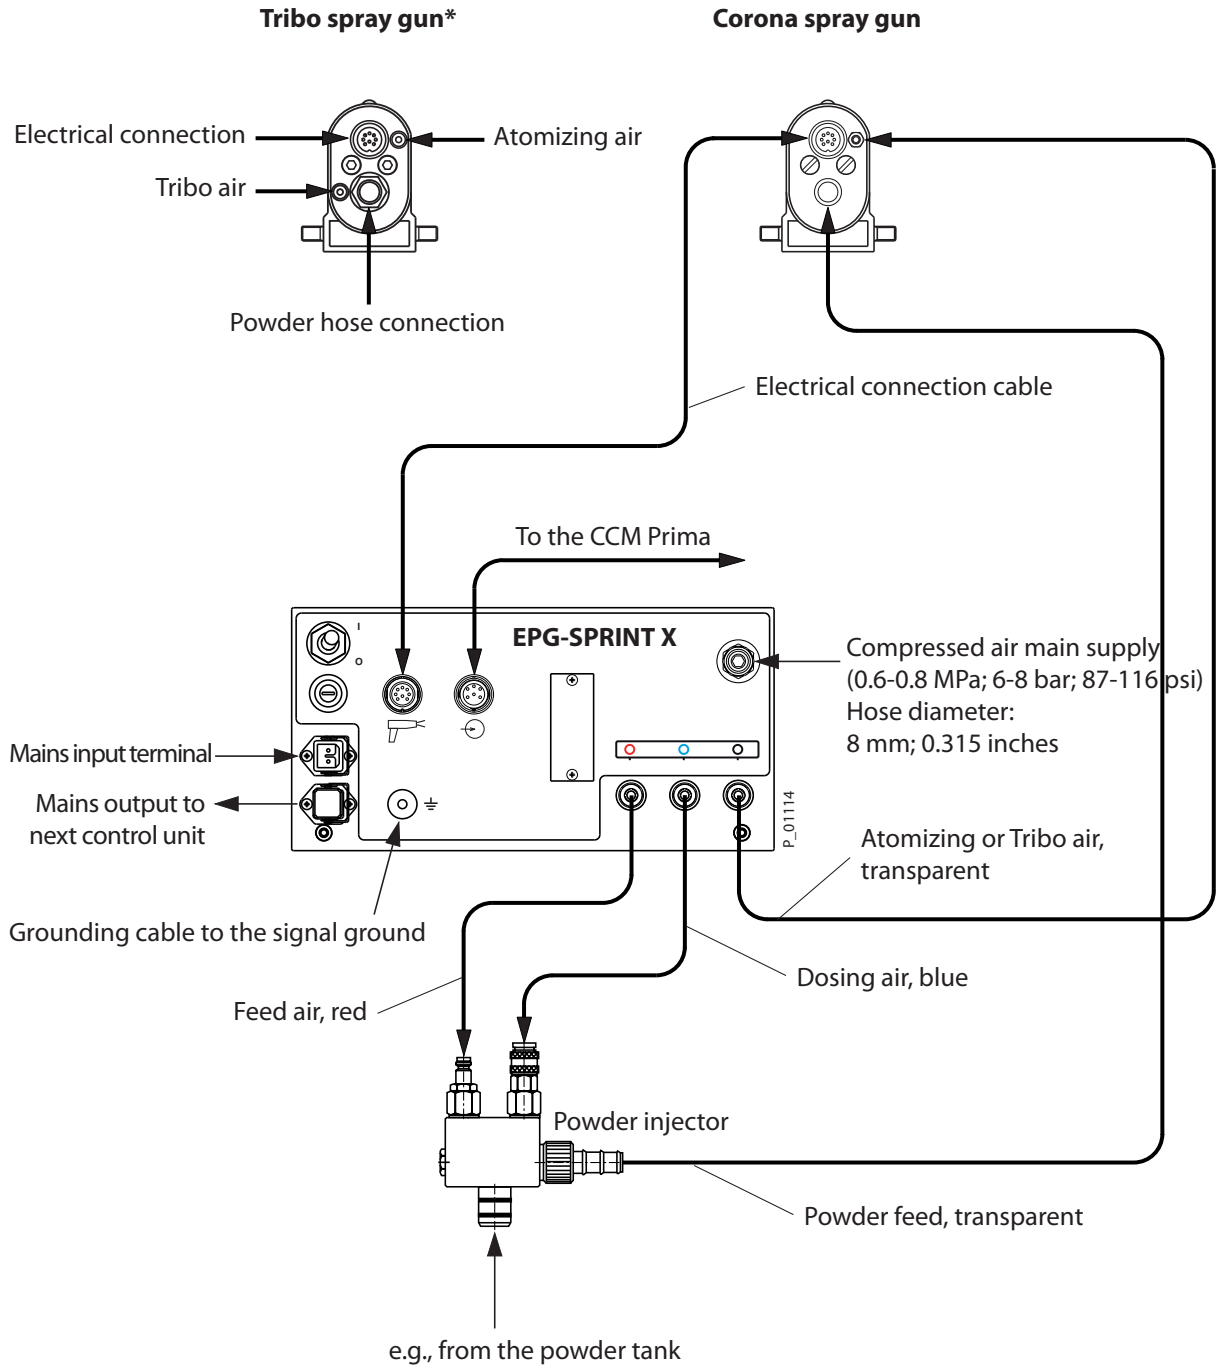 Tribo spray gun*
Corona spray gun
Electrical connection
Atomizing air
Tribo air
Powder hose connection
Electrical connection cable
To the CCM Prima
I
O
EPG-SPRINT X
Compressed air main supply
(0.6-0.8 MPa; 6-8 bar; 87-116 psi)
Hose diameter:
8 mm; 0.315 inches
Mains input terminal
Mains output to
next control unit
P_01114
Atomizing or Tribo air,
transparent
Grounding cable to the signal ground
Dosing air, blue
Feed air, red
Powder injector
Powder feed, transparent
e.g., from the powder tank